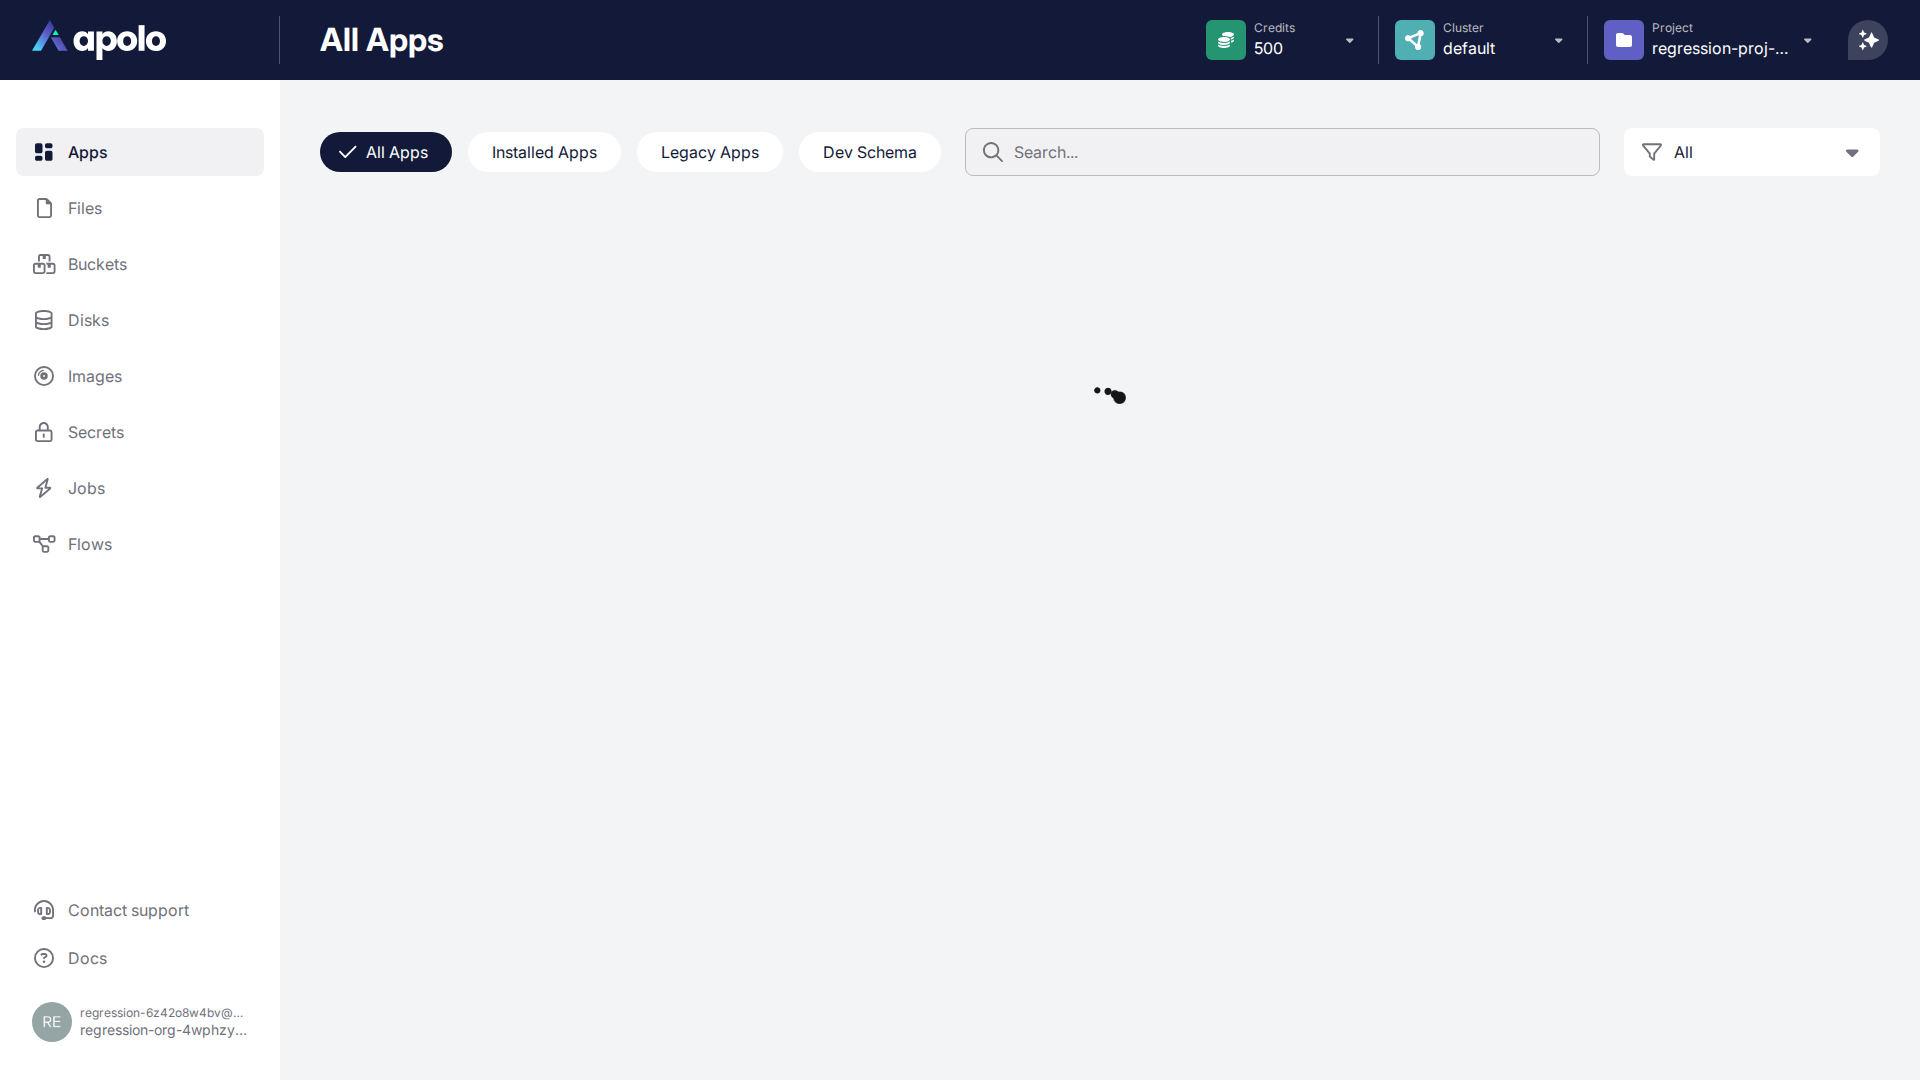 apolo
All Apps
Credits
500
Cluster
default
Project
regression-proj-...
Apps
Files
Buckets
Disks
Images
Secrets
Jobs
Flows
All Apps
Installed Apps
Legacy Apps
Dev Schema
Search...
All
Contact support
Docs
RE
regression-6z42o8w4bv@...
regression-org-4wphzy...